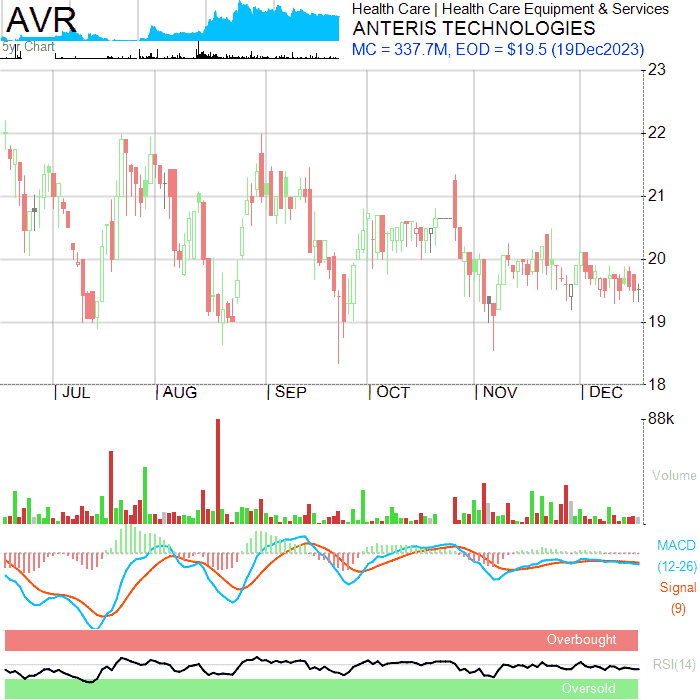 AVR
5yr Chart
Health Care | Health Care Equipment & Services
ANTERIS TECHNOLOGIES
MC = 337.7M, EOD = $19.5 (19Dec2023)
23
22
21
20
19
18
JUL
AUG
SEP
OCT
NOV
DEC
88k
Volume
MACD
(12-26)
Signal
(9)
Overbought
RSI(14)
Oversold